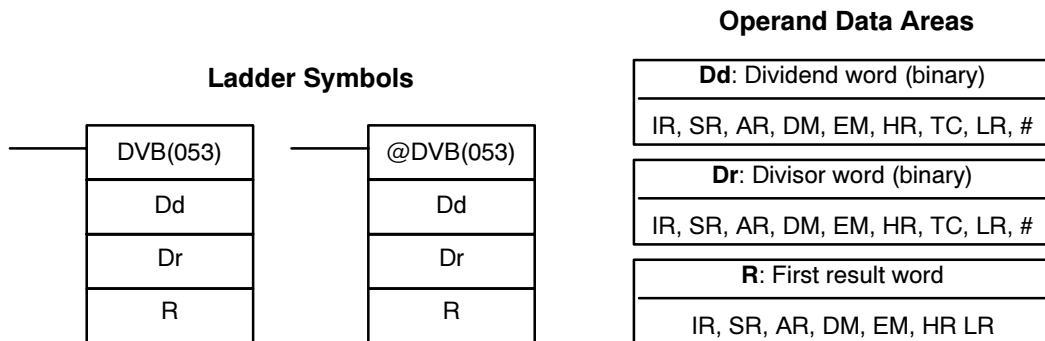 Ladder Symbols
DVB(053)
Dd
Dr
R
@DVB(053)
Dd
Dr
R
Operand Data Areas
Dd: Dividend word (binary)
IR, SR, AR, DM, EM, HR, TC, LR, #
Dr: Divisor word (binary)
IR, SR, AR, DM, EM, HR, TC, LR, #
R: First result word
IR, SR, AR, DM, EM, HR LR